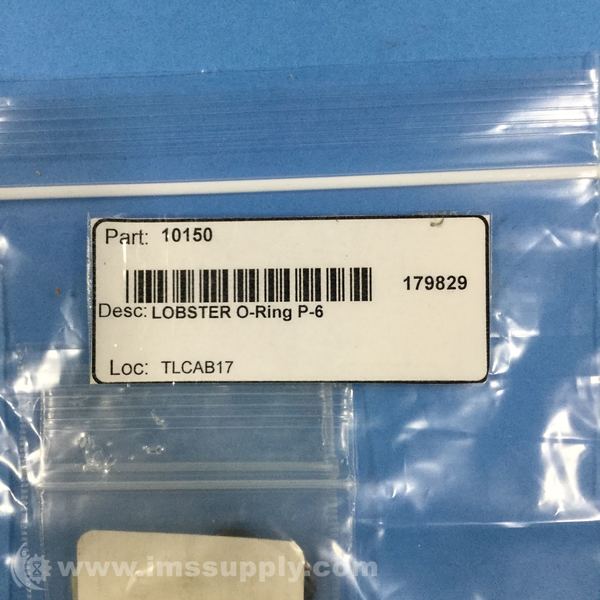 Part: 10150
179829
Desc: LOBSTER O-Ring P-6
Loc: TLCAB17
www.imssupply.com